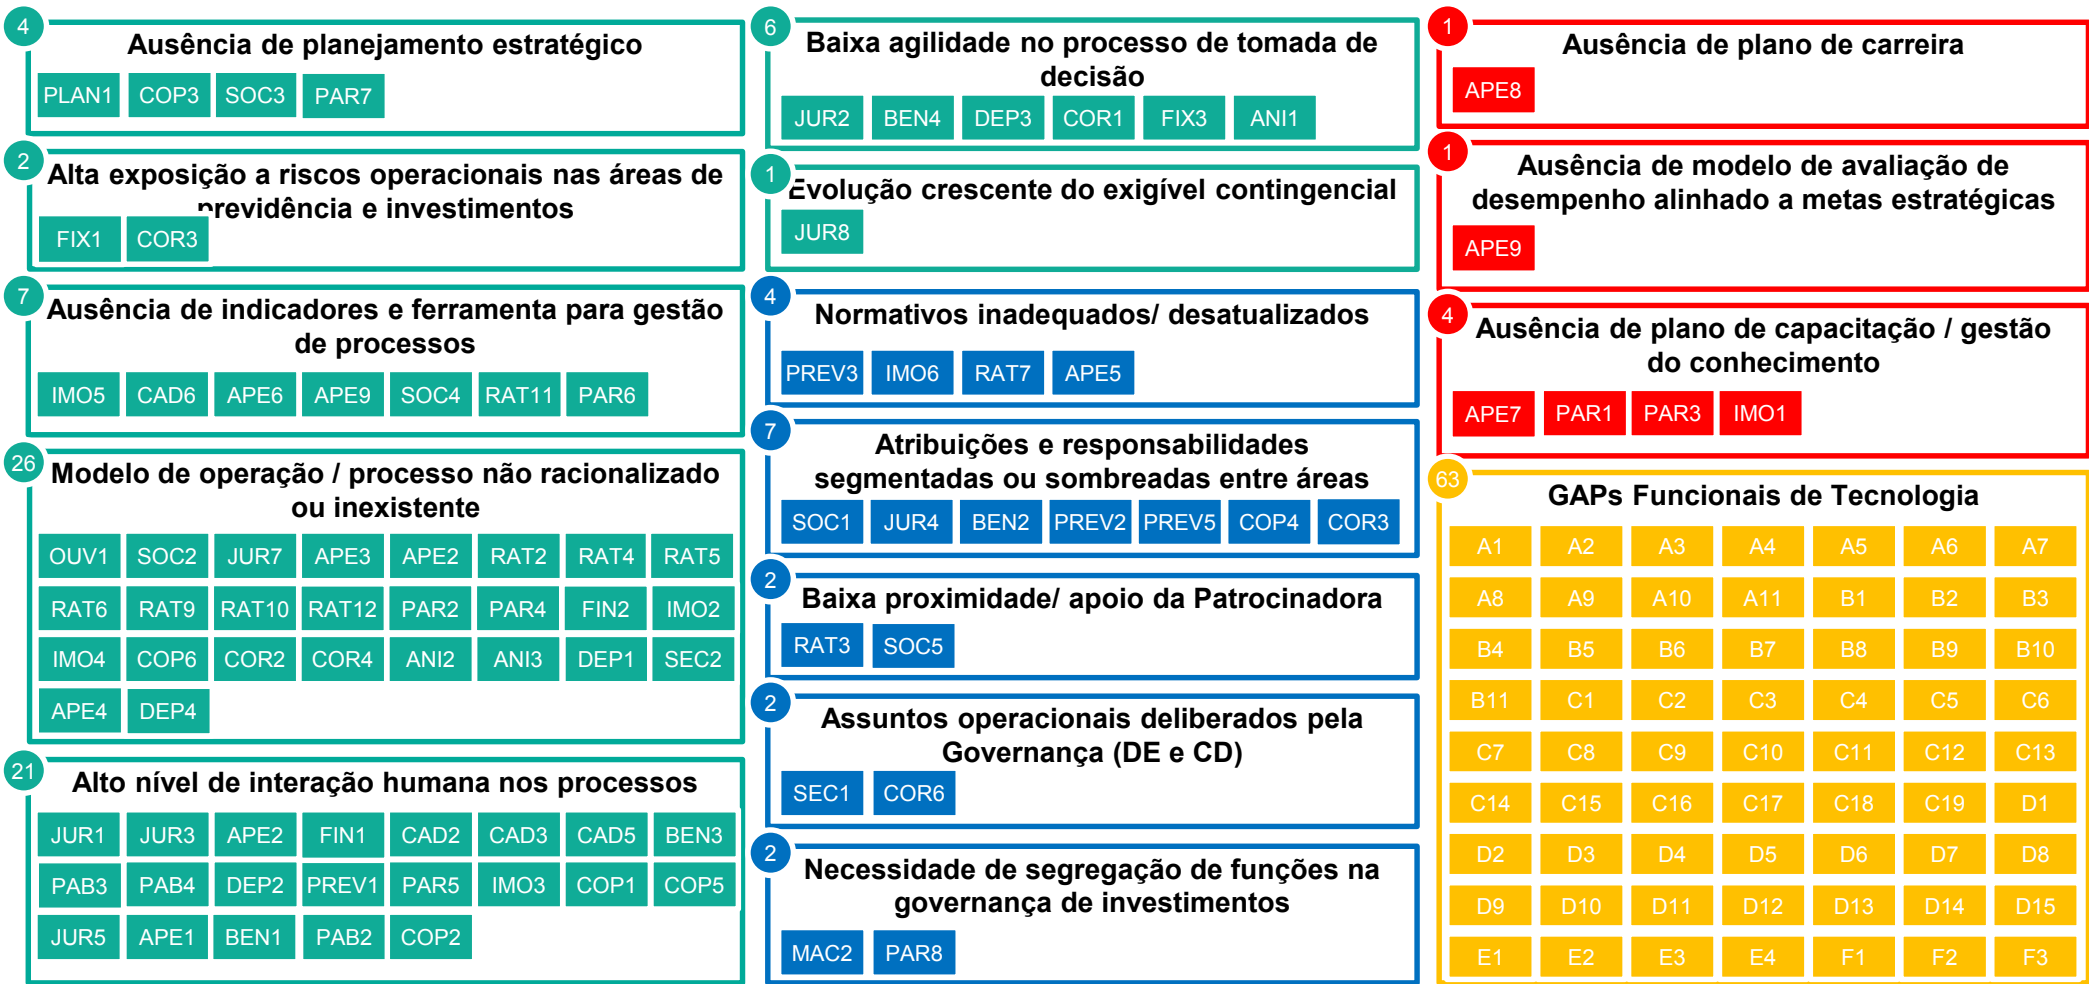 4
Ausência de planejamento estratégico
PLAN1 COP3 SOC3 PAR7
2
Alta exposição a riscos operacionais nas áreas de
previdência e investimentos
FIX1 COR3
7
Ausência de indicadores e ferramenta para gestão
de processos
IMO5 CAD6 APE6 APE9 SOC4 RAT11 PAR6
26
Modelo de operação / processo não racionalizado
ou inexistente
OUV1 SOC2 JUR7 APE3 APE2 RAT2 RAT4 RAT5
RAT6 RAT9 RAT10 RAT12 PAR2 PAR4 FIN2 IMO2
IMO4 COP6 COR2 COR4 ANI2 ANI3 DEP1 SEC2
APE4 DEP4
21
Alto nível de interação humana nos processos
JUR1 JUR3 APE2 FIN1 CAD2 CAD3 CAD5 BEN3
PAB3 PAB4 DEP2 PREV1 PAR5 IMO3 COP1 COP5
JUR5 APE1 BEN1 PAB2 COP2
6
Baixa agilidade no processo de tomada de
decisão
JUR2 BEN4 DEP3 COR1 FIX3 ANI1
1
Evolução crescente do exigível contingencial
JUR8
4
Normativos inadequados/ desatualizados
PREV3 IMO6 RAT7 APE5
7
Atribuições e responsabilidades
segmentadas ou sombreadas entre áreas
SOC1 JUR4 BEN2 PREV2 PREV5 COP4 COR3
2
Baixa proximidade/ apoio da Patrocinadora
RAT3 SOC5
2
Assuntos operacionais deliberados pela
Governança (DE e CD)
SEC1 COR6
2
Necessidade de segregação de funções na
governança de investimentos
MAC2 PAR8
1
Ausência de plano de carreira
APE8
1
Ausência de modelo de avaliação de
desempenho alinhado a metas estratégicas
APE9
4
Ausência de plano de capacitação / gestão
do conhecimento
APE7 PAR1 PAR3 IMO1
63
GAPs Funcionais de Tecnologia
A1 A2 A3 A4 A5 A6 A7
A8 A9 A10 A11 B1 B2 B3
B4 B5 B6 B7 B8 B9 B10
B11 C1 C2 C3 C4 C5 C6
C7 C8 C9 C10 C11 C12 C13
C14 C15 C16 C17 C18 C19 D1
D2 D3 D4 D5 D6 D7 D8
D9 D10 D11 D12 D13 D14 D15
E1 E2 E3 E4 F1 F2 F3